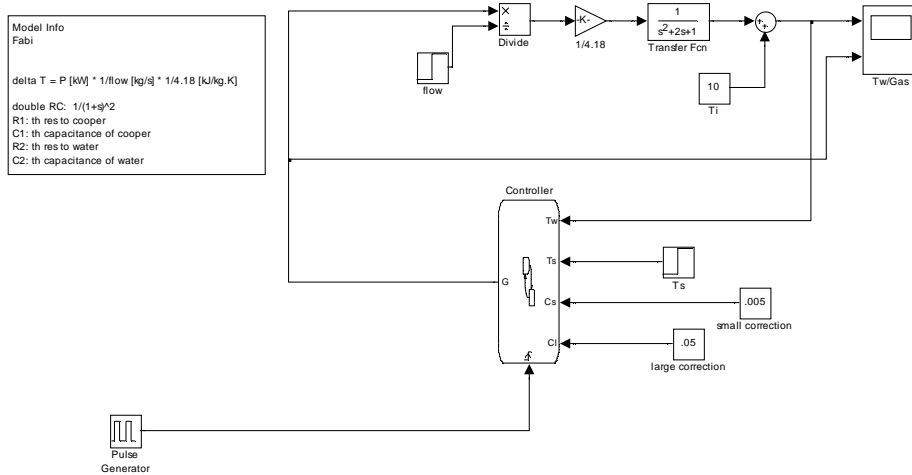 Model Info
Fabi
delta T = P [kW] * 1/flow [kg/s] * 1/4.18 [kJ/kg.K]
double RC: 1/(1+s)^2
R1: th res to cooper
C1: th capacitance of cooper
R2: th res to water
C2: th capacitance of water
×
÷
Divide
flow
-K-
1/4.18
1
s²+2s+1
Transfer Fcn
+
+
10
Ti
Tw/Gas
Controller
Tw
Ts
G
Cs
Cl
Ts
.005
small correction
.05
large correction
Pulse
Generator